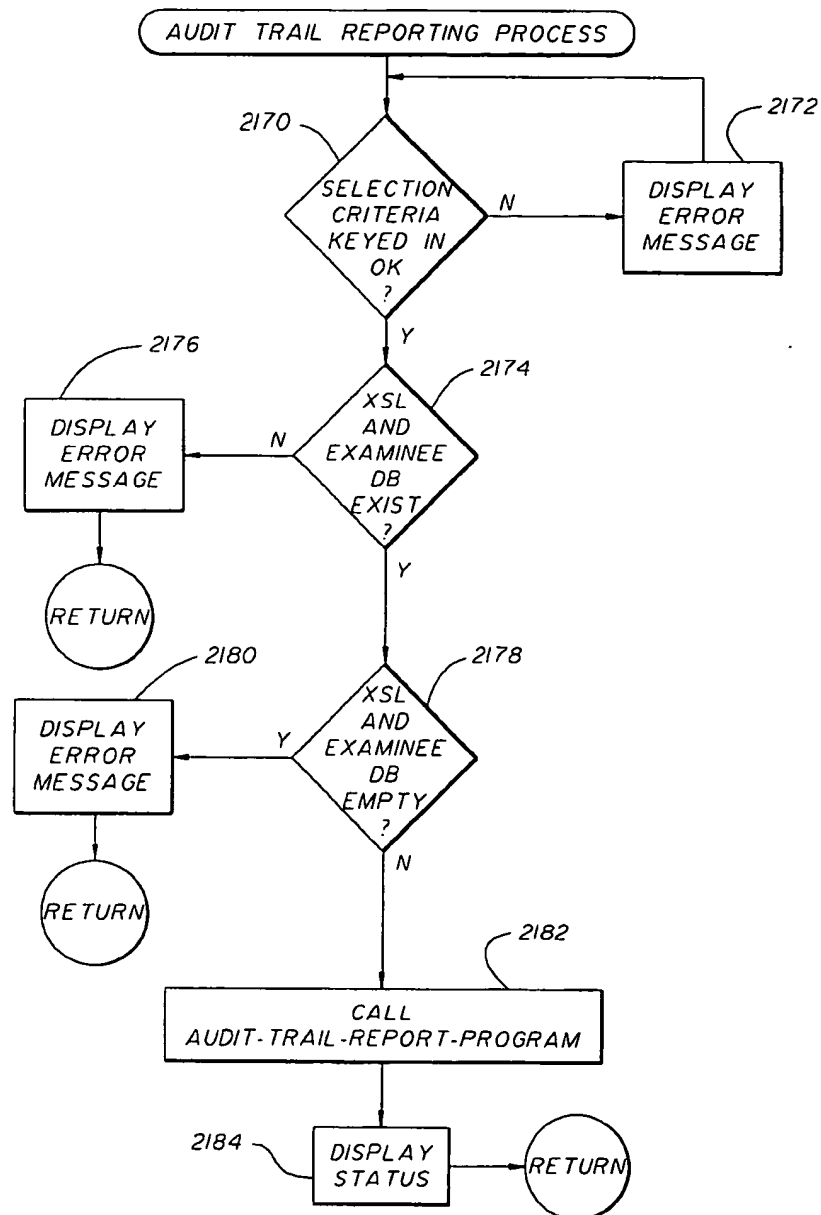 AUDIT TRAIL REPORTING PROCESS
2170
2172
SELECTION
CRITERIA
KEYED IN
OK
?
N
DISPLAY
ERROR
MESSAGE
Y
2176
2174
XSL
AND
EXAMINEE
DB
EXIST
?
N
DISPLAY
ERROR
MESSAGE
Y
RETURN
2180
2178
XSL
AND
EXAMINEE
DB
EMPTY
?
Y
DISPLAY
ERROR
MESSAGE
N
RETURN
2182
CALL
AUDIT-TRAIL-REPORT-PROGRAM
2184
DISPLAY
STATUS
RETURN